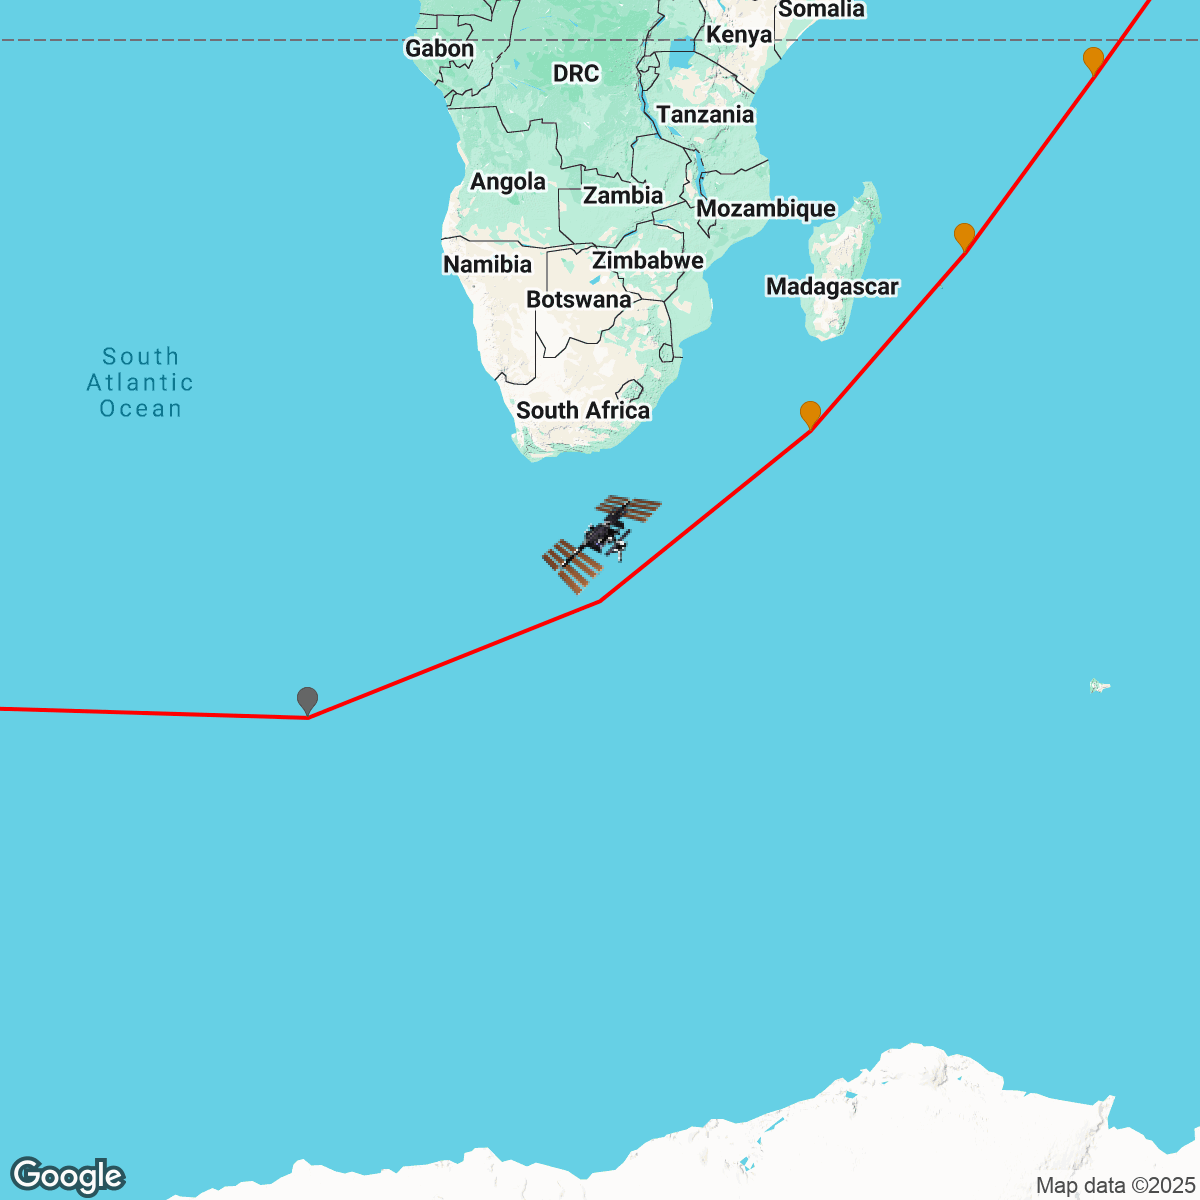 Somalia
Gabon
Kenya
DRC
Tanzania
Angola
Zambia
Mozambique
Namibia
Zimbabwe
Botswana
Madagascar
South
Atlantic
Ocean
South Africa
Google
Map data ©2025